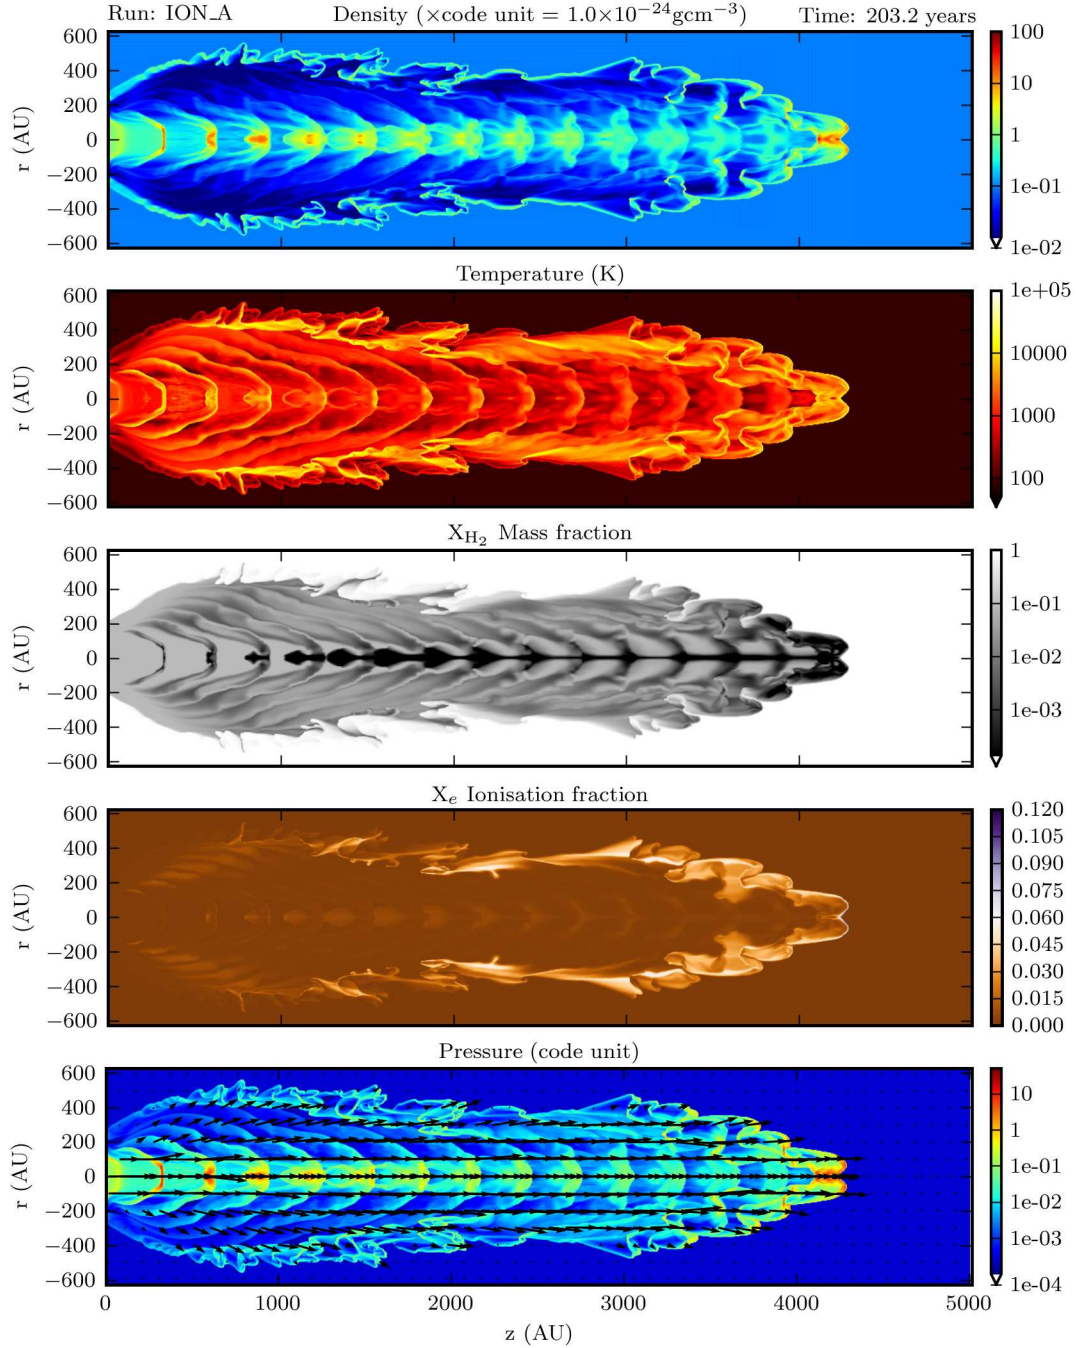 Run: ION_A Density (×code unit = 1.0×10−24gcm−3) Time: 203.2 years
600
400
200
0
−200
−400
−600
r (AU)
100
10
1
1e-01
1e-02
Temperature (K)
600
400
200
0
−200
−400
−600
r (AU)
1e+05
10000
1000
100
XH2 Mass fraction
600
400
200
0
−200
−400
−600
r (AU)
1
1e-01
1e-02
1e-03
Xe Ionisation fraction
600
400
200
0
−200
−400
−600
r (AU)
0.120
0.105
0.090
0.075
0.060
0.045
0.030
0.015
0.000
Pressure (code unit)
600
400
200
0
−200
−400
−600
r (AU)
10
1
1e-01
1e-02
1e-03
1e-04
0 1000 2000 3000 4000 5000
z (AU)